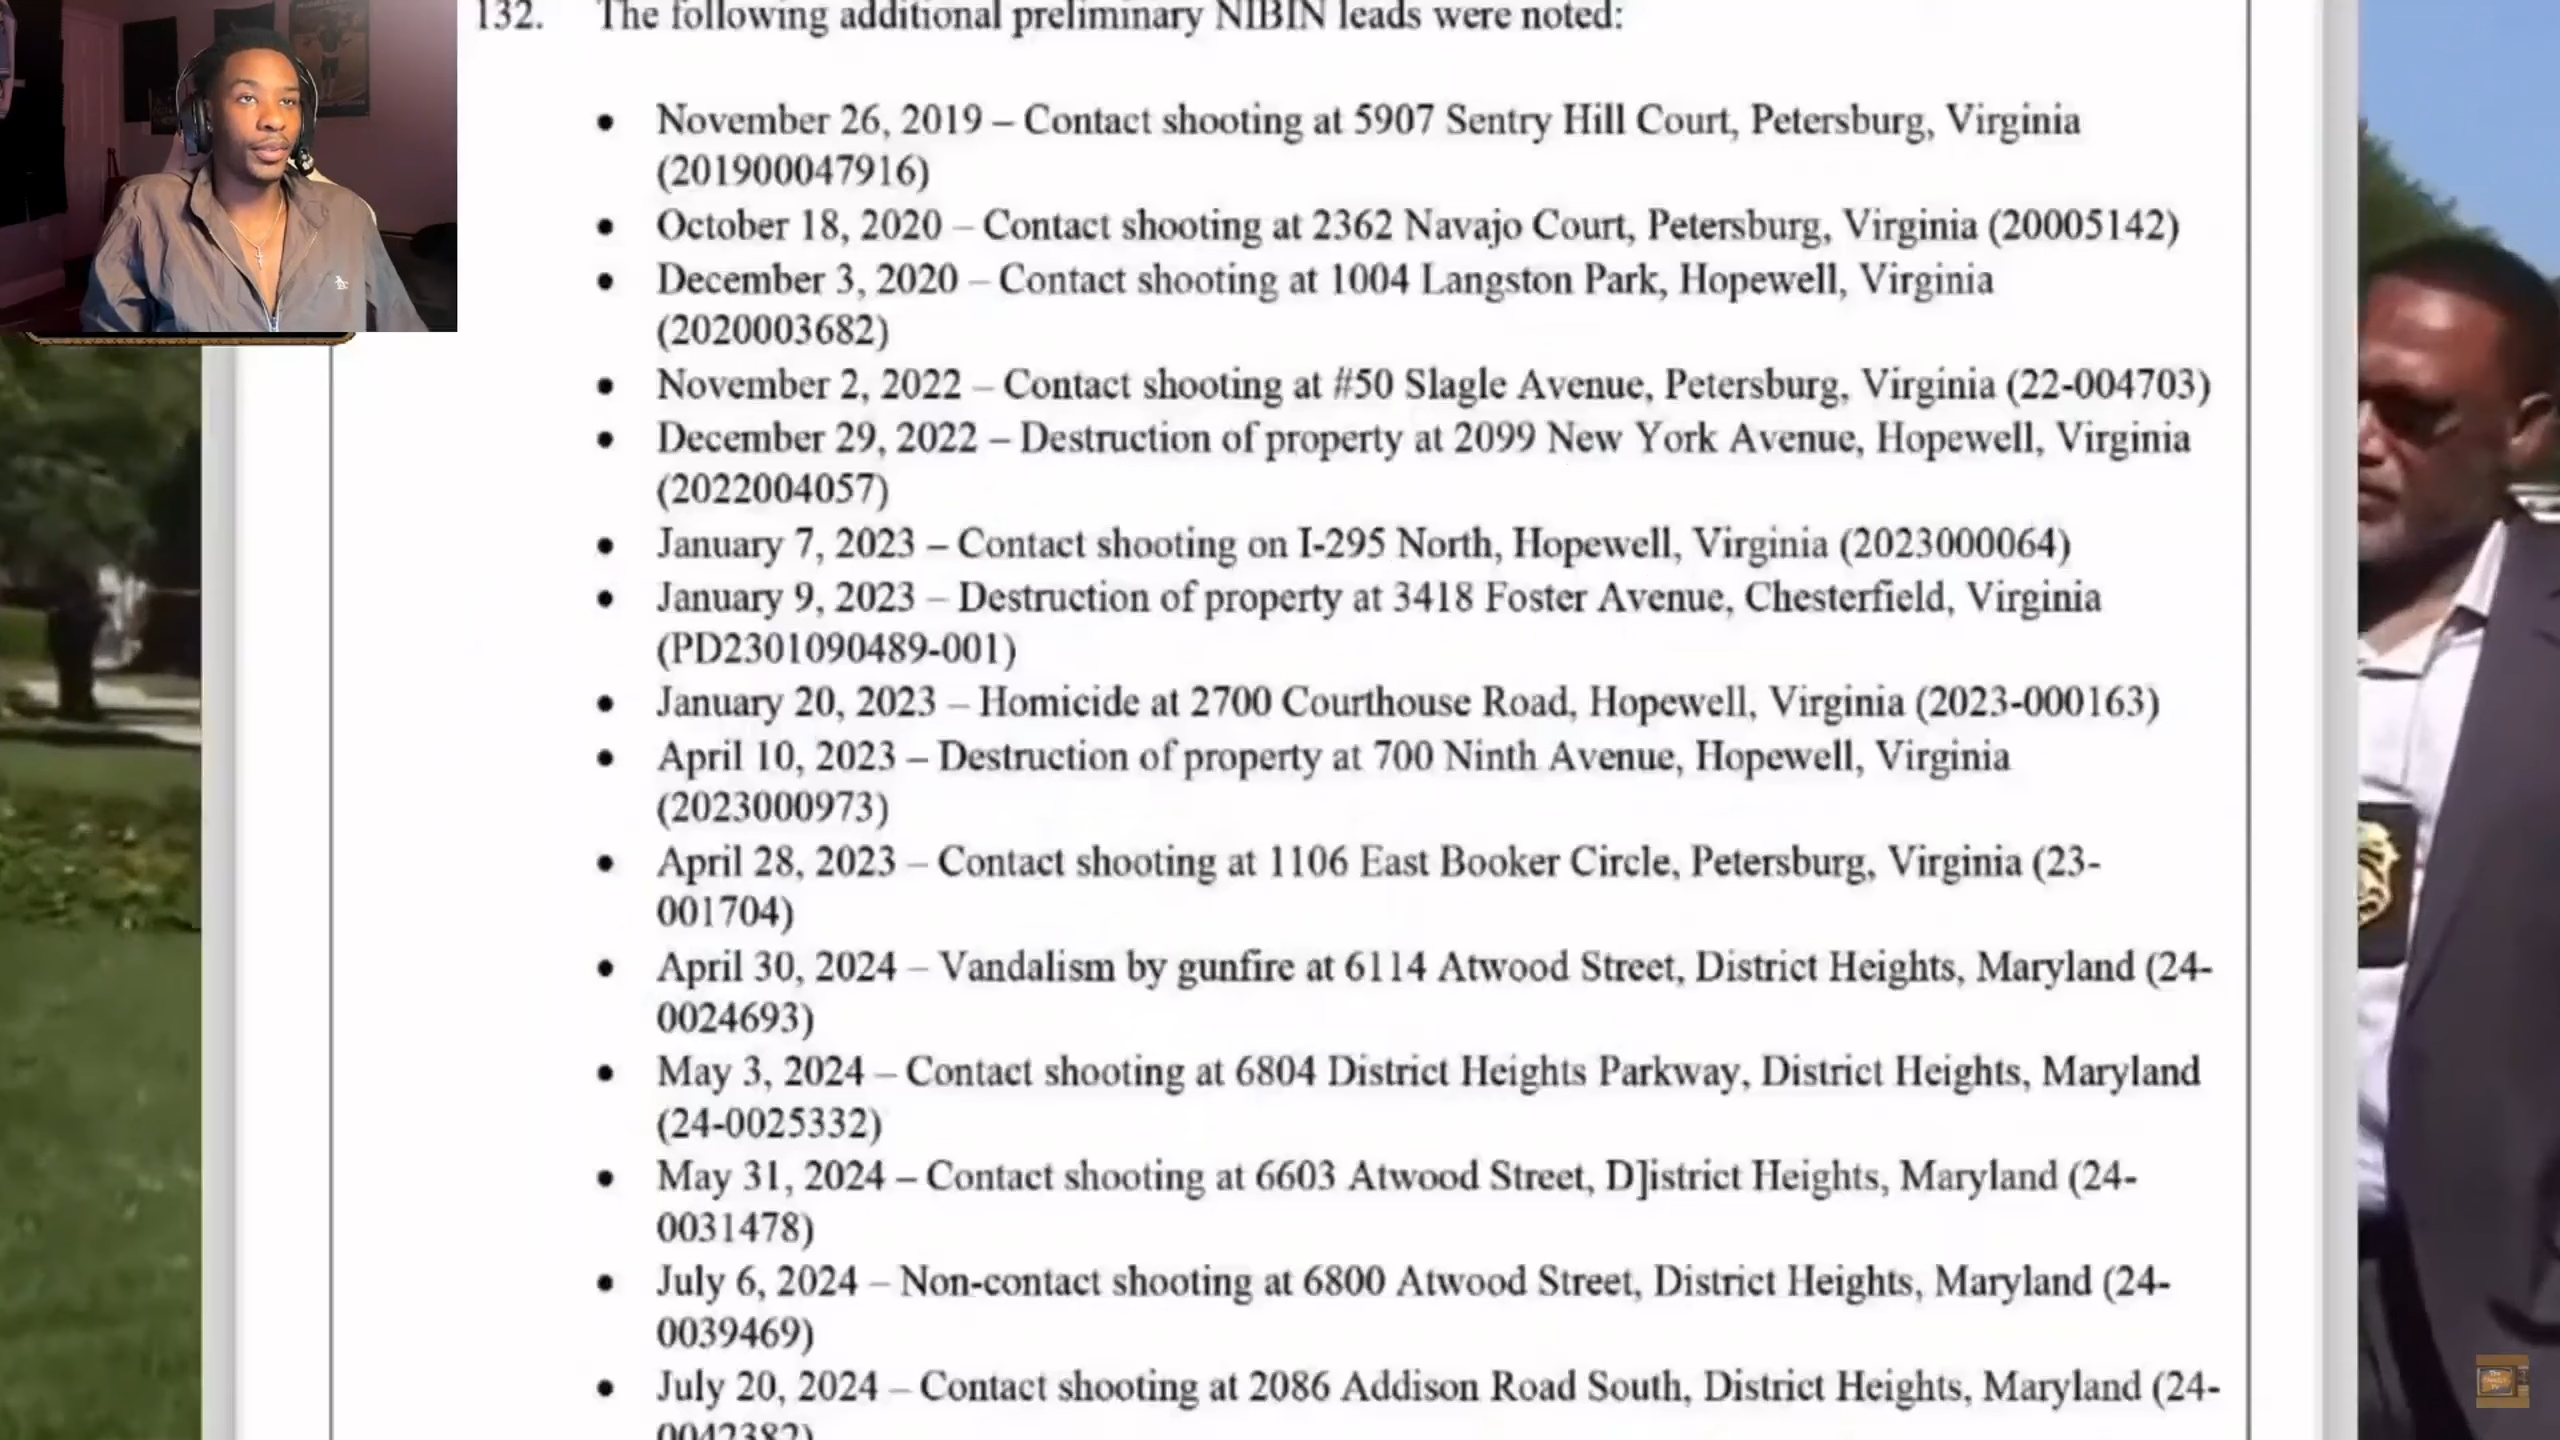 132. The following additional preliminary NIBIN leads were noted:
• November 26, 2019 – Contact shooting at 5907 Sentry Hill Court, Petersburg, Virginia
(201900047916)
• October 18, 2020 – Contact shooting at 2362 Navajo Court, Petersburg, Virginia (20005142)
• December 3, 2020 – Contact shooting at 1004 Langston Park, Hopewell, Virginia
(2020003682)
• November 2, 2022 – Contact shooting at #50 Slagle Avenue, Petersburg, Virginia (22-004703)
• December 29, 2022 – Destruction of property at 2099 New York Avenue, Hopewell, Virginia
(2022004057)
• January 7, 2023 – Contact shooting on I-295 North, Hopewell, Virginia (2023000064)
• January 9, 2023 – Destruction of property at 3418 Foster Avenue, Chesterfield, Virginia
(PD2301090489-001)
• January 20, 2023 – Homicide at 2700 Courthouse Road, Hopewell, Virginia (2023-000163)
• April 10, 2023 – Destruction of property at 700 Ninth Avenue, Hopewell, Virginia
(2023000973)
• April 28, 2023 – Contact shooting at 1106 East Booker Circle, Petersburg, Virginia (23-
001704)
• April 30, 2024 – Vandalism by gunfire at 6114 Atwood Street, District Heights, Maryland (24-
0024693)
• May 3, 2024 – Contact shooting at 6804 District Heights Parkway, District Heights, Maryland
(24-0025332)
• May 31, 2024 – Contact shooting at 6603 Atwood Street, D]istrict Heights, Maryland (24-
0031478)
• July 6, 2024 – Non-contact shooting at 6800 Atwood Street, District Heights, Maryland (24-
0039469)
• July 20, 2024 – Contact shooting at 2086 Addison Road South, District Heights, Maryland (24-
0042382)